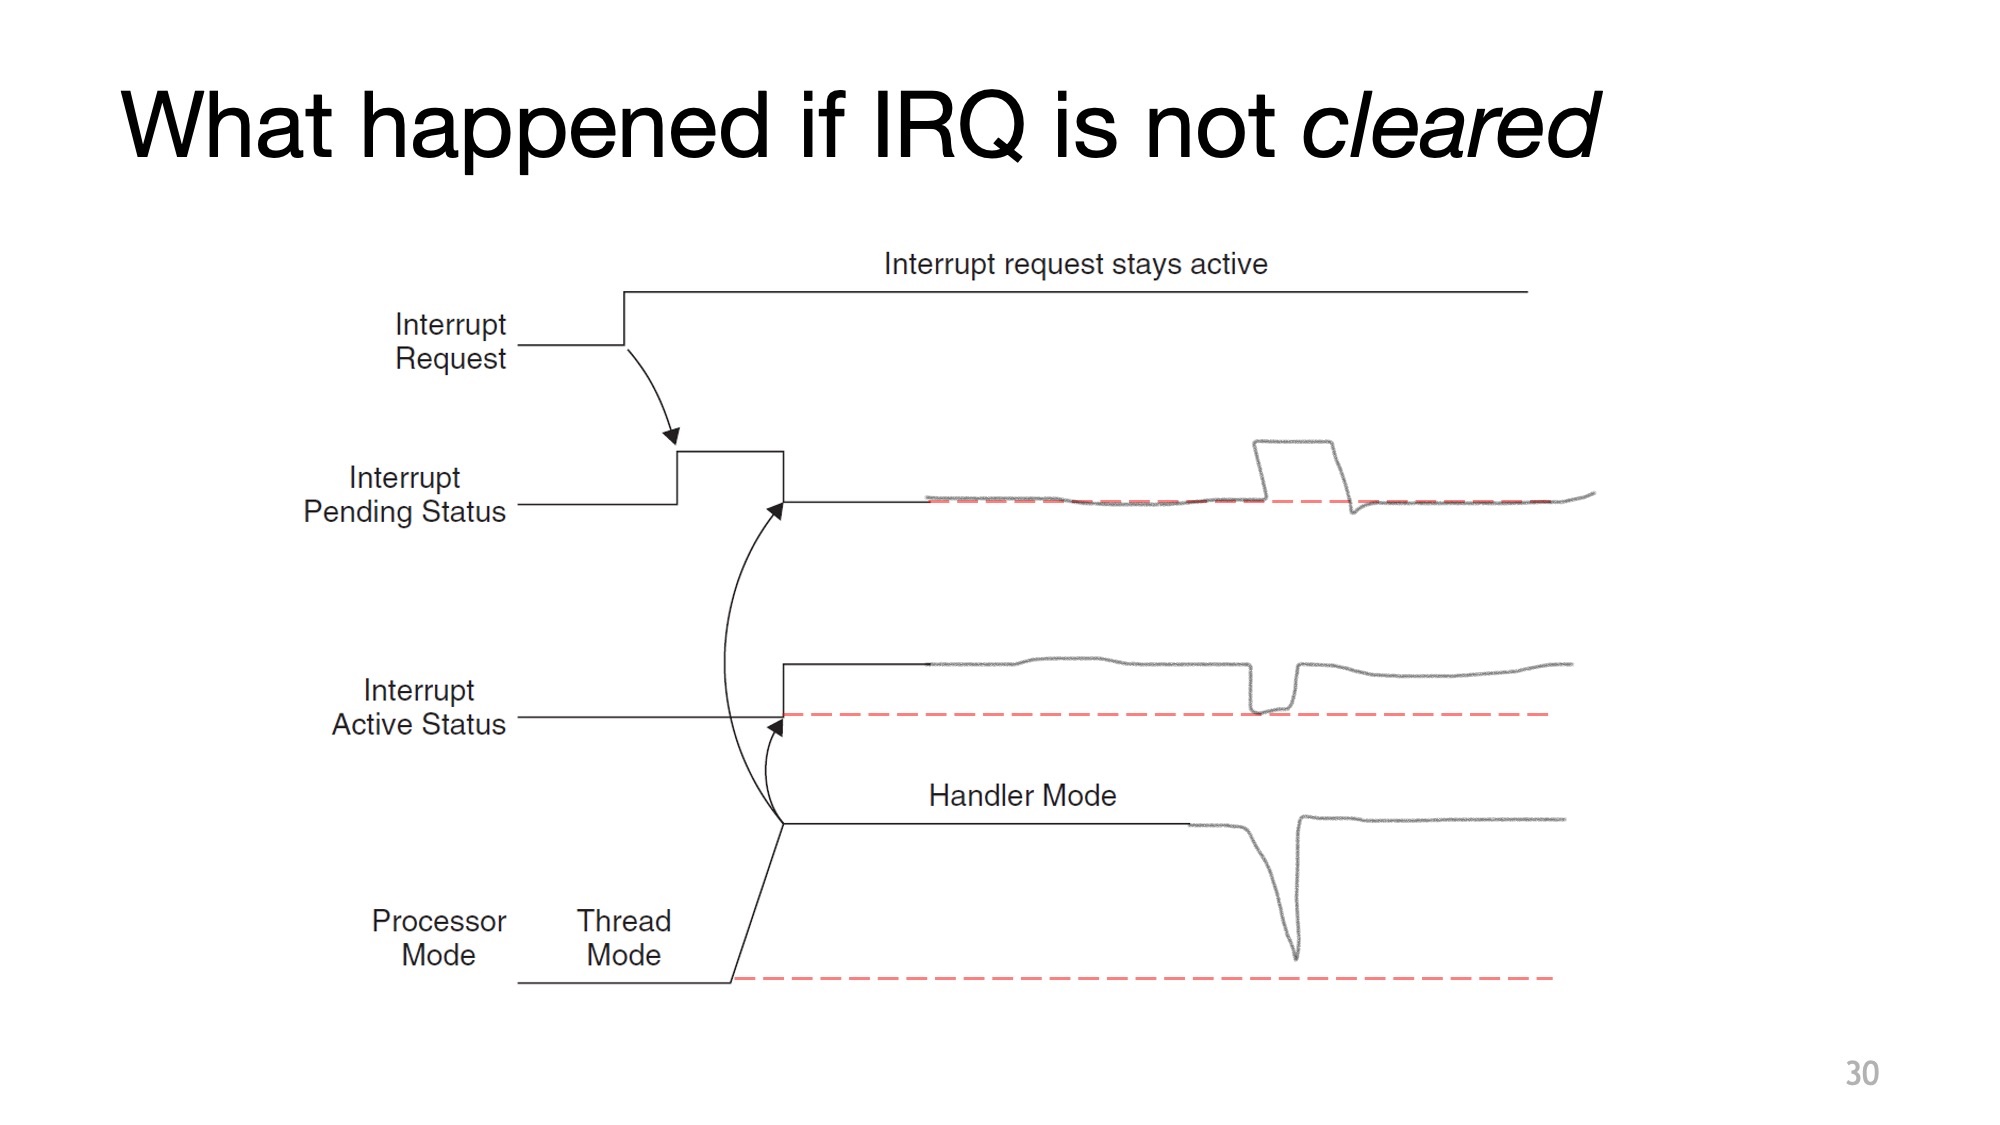 What happened if IRQ is not cleared
Interrupt request stays active
Interrupt
Request
Interrupt
Pending Status
Interrupt
Active Status
Handler Mode
Processor
Mode
Thread
Mode
30